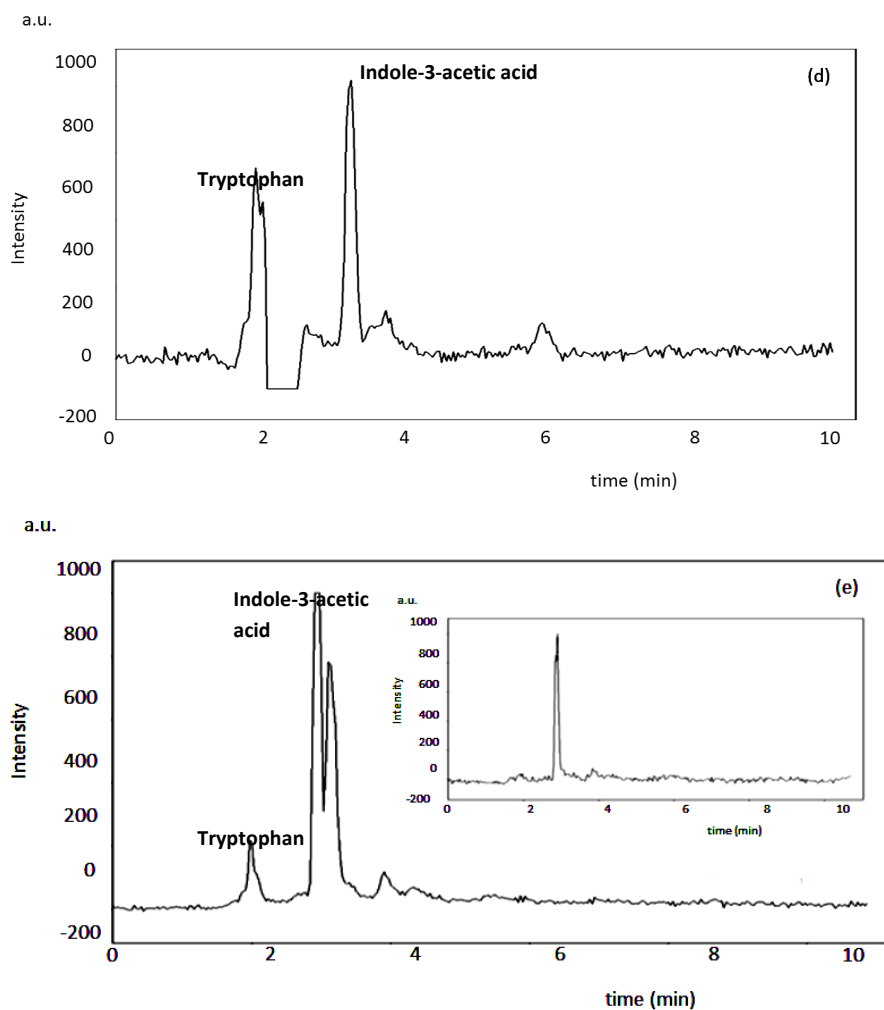 a.u.
1000
Indole-3-acetic acid
(d)
800
Tryptophan
600
Intensity
400
200
0
-200
0 2 4 6 8 10
time (min)
a.u.
1000
(e)
Indole-3-acetic
acid
800
600
Intensity
400
200
Tryptophan
0
-200
0 2 4 6 8 10
time (min)
a.u.
1000
800
600
Intensity
400
200
0
-200
0 2 4 6 8 10
time (min)